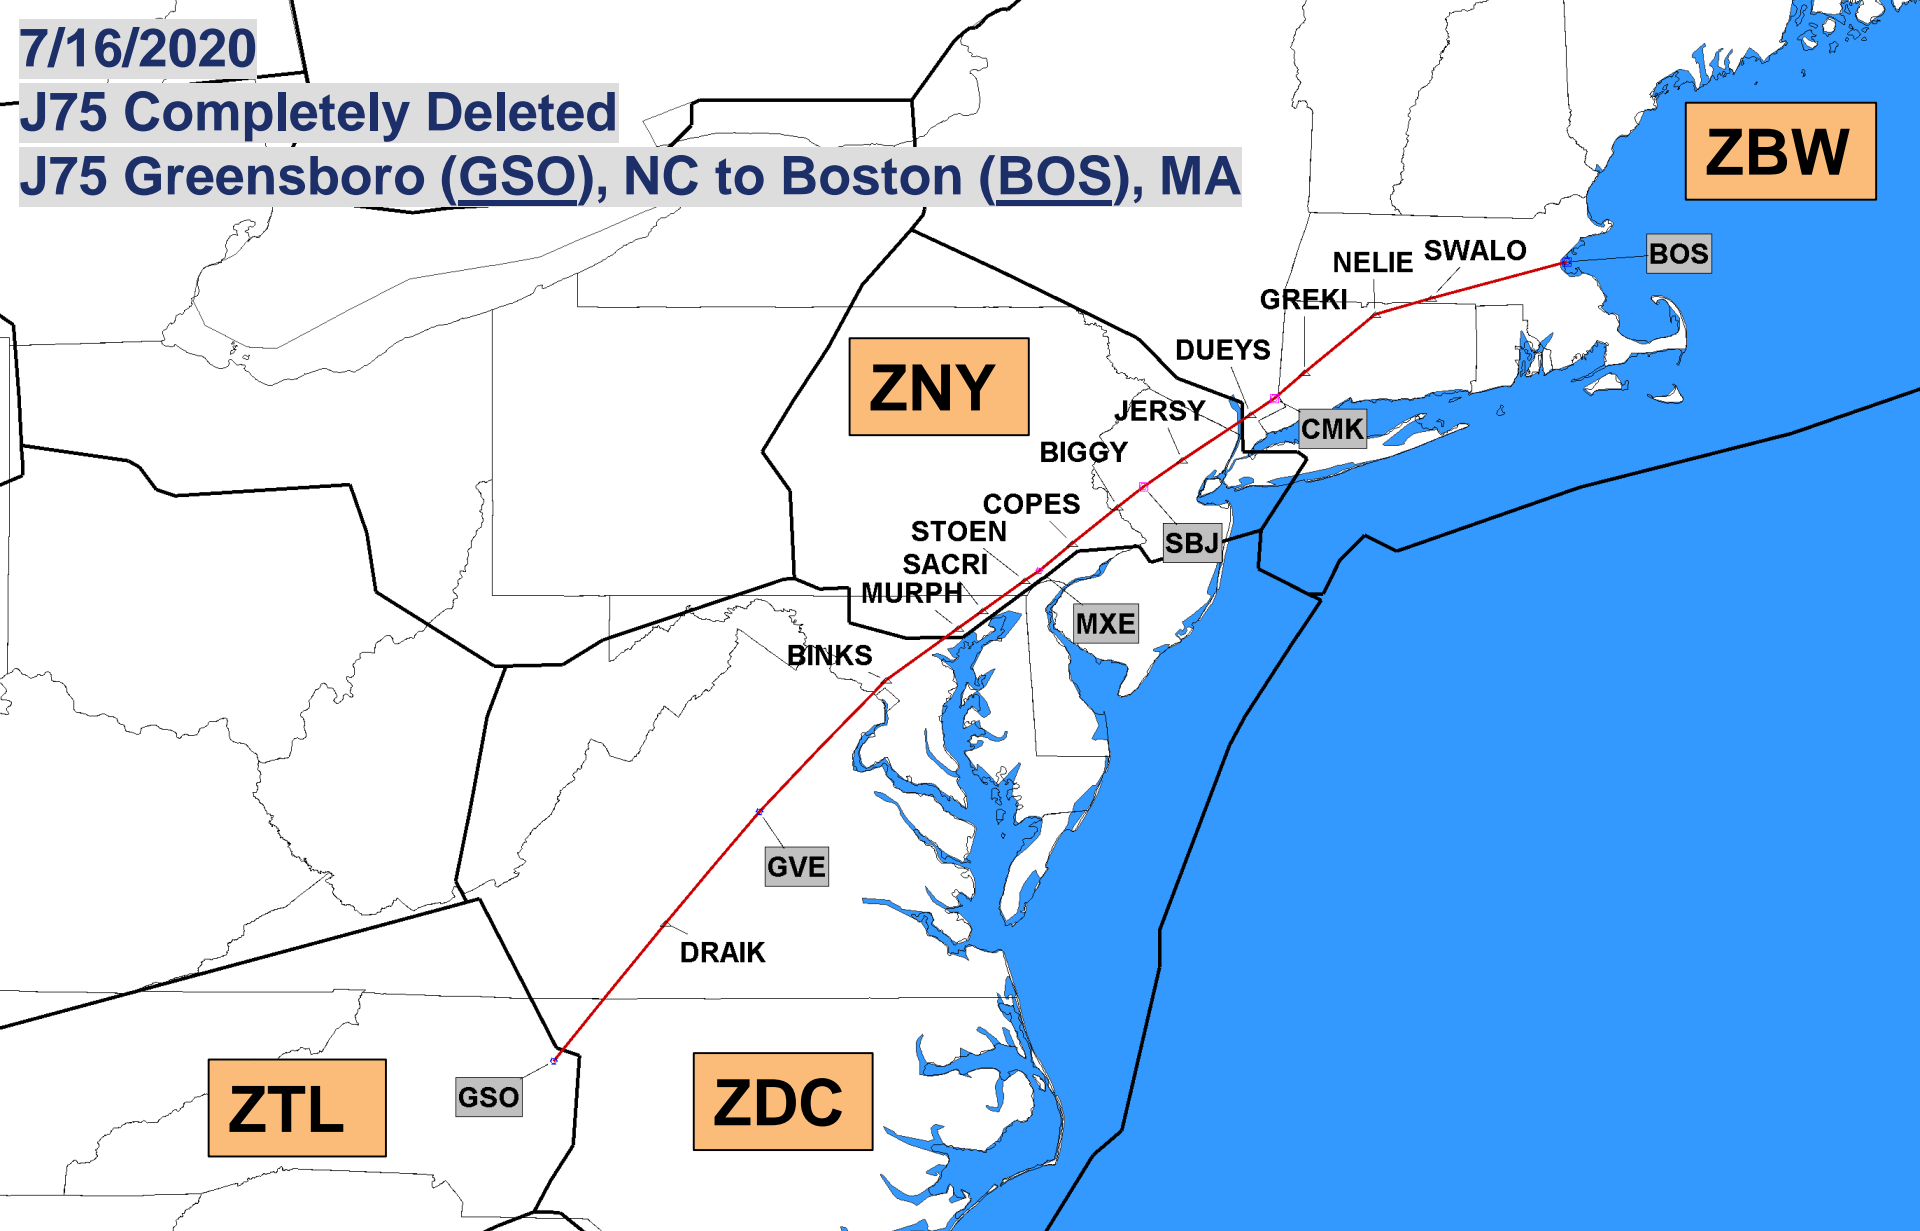 7/16/2020
J75 Completely Deleted
J75 Greensboro (GSO), NC to Boston (BOS), MA
ZBW
SWALO
BOS
NELIE
GREKI
ZNY
DUEYS
JERSY
CMK
BIGGY
COPES
STOEN
SBJ
SACRI
MURPH
MXE
BINKS
GVE
DRAIK
GSO
ZTL
ZDC